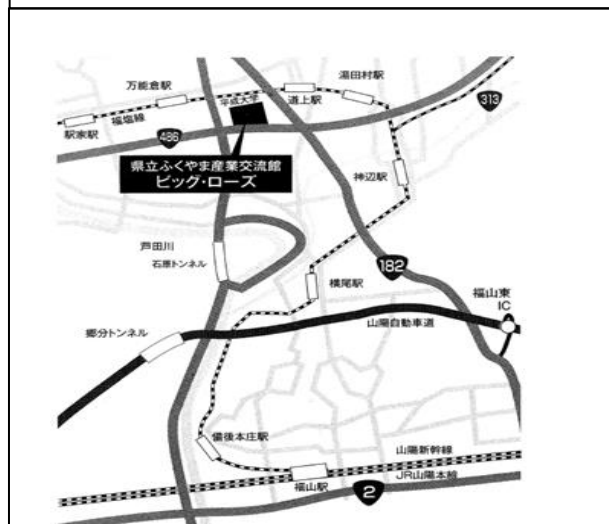 湯田村駅
万能倉駅
平成大学
道上駅
福塩線
駅家駅
486
313
県立ふくやま産業交流館
ビッグ・ローズ
神辺駅
芦田川
石原トンネル
182
横尾駅
福山東
IC
山陽自動車道
郷分トンネル
備後本庄駅
山陽新幹線
JR山陽本線
福山駅
2